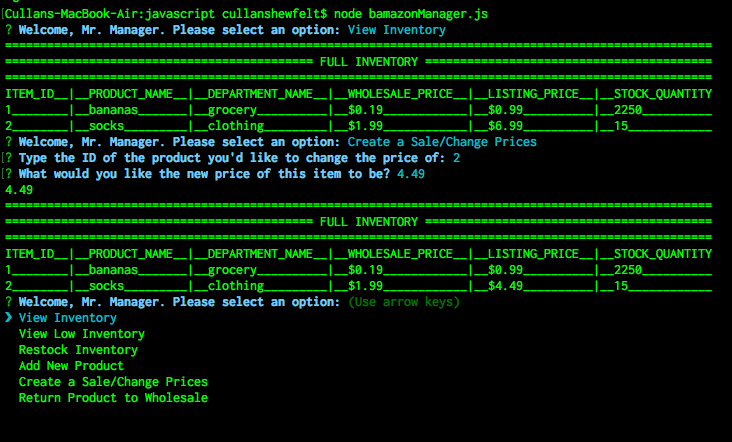 [Cullans-MacBook-Air:javascript cullanshewfelt$ node bamazonManager.js
? Welcome, Mr. Manager. Please select an option: View Inventory
====================================================================================================
============================================ FULL INVENTORY =========================================
====================================================================================================
ITEM_ID__|__PRODUCT_NAME__|__DEPARTMENT_NAME__|__WHOLESALE_PRICE__|__LISTING_PRICE__|__STOCK_QUANTITY
1________|__bananas_______|__grocery__________|__$0.19____________|__$0.99__________|__2250__________
2________|__socks_________|__clothing_________|__$1.99____________|__$6.99__________|__15____________
? Welcome, Mr. Manager. Please select an option: Create a Sale/Change Prices
[? Type the ID of the product you'd like to change the price of: 2
[? What would you like the new price of this item to be? 4.49
4.49
====================================================================================================
============================================ FULL INVENTORY =========================================
====================================================================================================
ITEM_ID__|__PRODUCT_NAME__|__DEPARTMENT_NAME__|__WHOLESALE_PRICE__|__LISTING_PRICE__|__STOCK_QUANTITY
1________|__bananas_______|__grocery__________|__$0.19____________|__$0.99__________|__2250__________
2________|__socks_________|__clothing_________|__$1.99____________|__$4.49__________|__15____________
? Welcome, Mr. Manager. Please select an option: (Use arrow keys)
❯ View Inventory
View Low Inventory
Restock Inventory
Add New Product
Create a Sale/Change Prices
Return Product to Wholesale